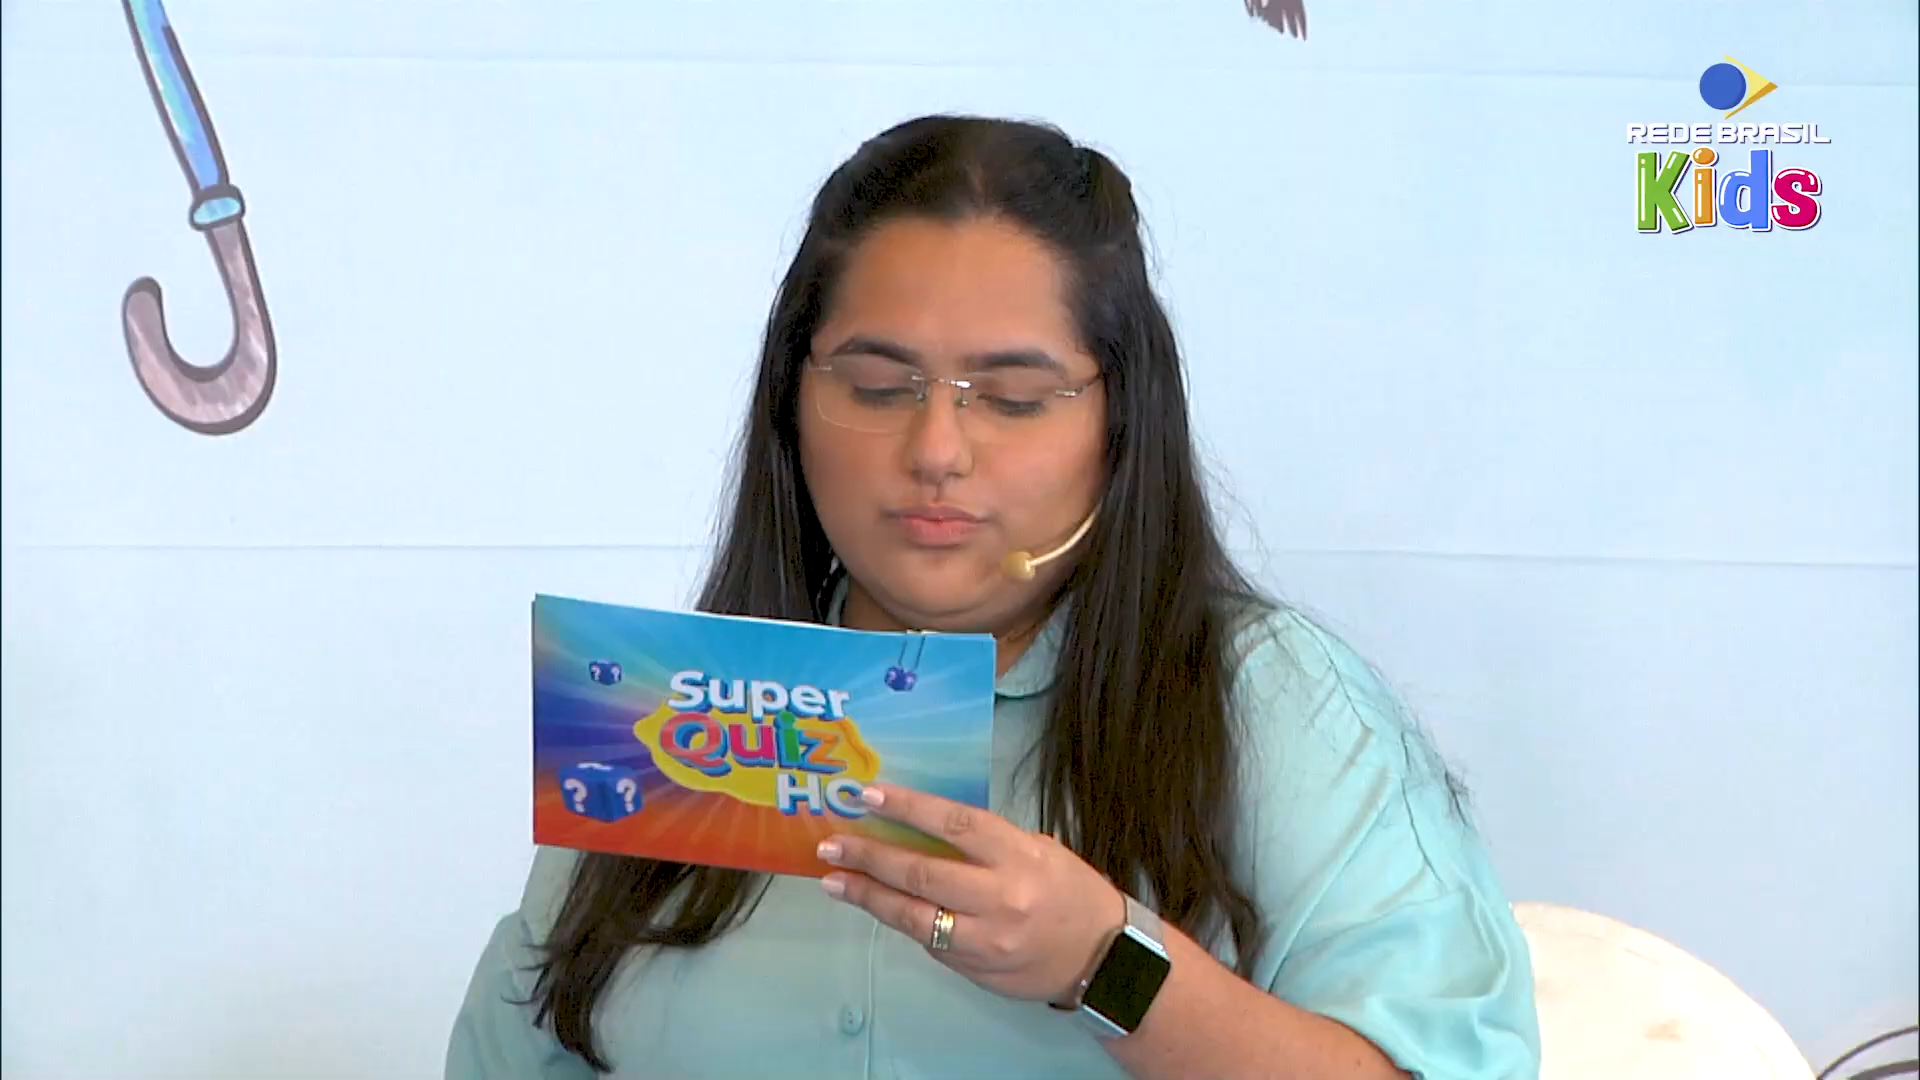 REDE BRASIL
Kids
Super
Quiz
HO
? ?
? ?
? ?